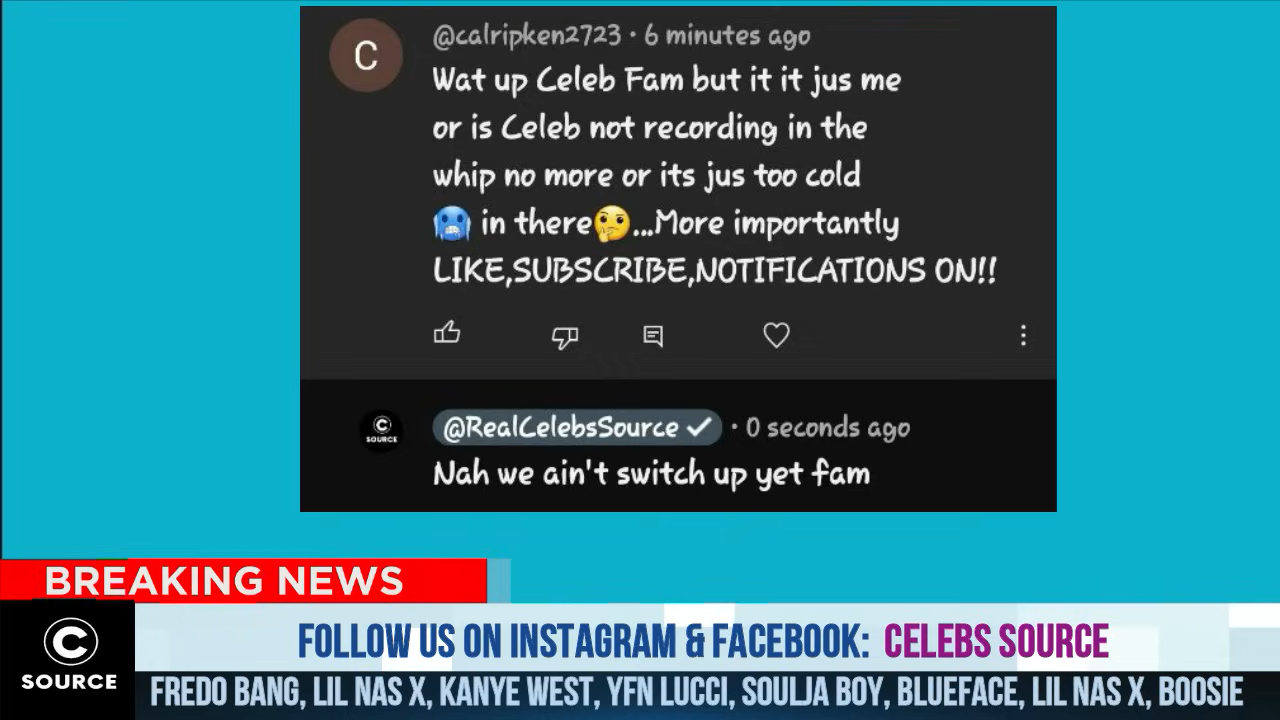 C
@calripken2723 · 6 minutes ago
Wat up Celeb Fam but it it jus me
or is Celeb not recording in the
whip no more or its jus too cold
🥶 in there🤔...More importantly
LIKE,SUBSCRIBE,NOTIFICATIONS ON!!
C
SOURCE
@RealCelebsSource ✓ · 0 seconds ago
Nah we ain't switch up yet fam
BREAKING NEWS
C
SOURCE
FOLLOW US ON INSTAGRAM & FACEBOOK: CELEBS SOURCE
FREDO BANG, LIL NAS X, KANYE WEST, YFN LUCCI, SOULJA BOY, BLUEFACE, LIL NAS X, BOOSIE